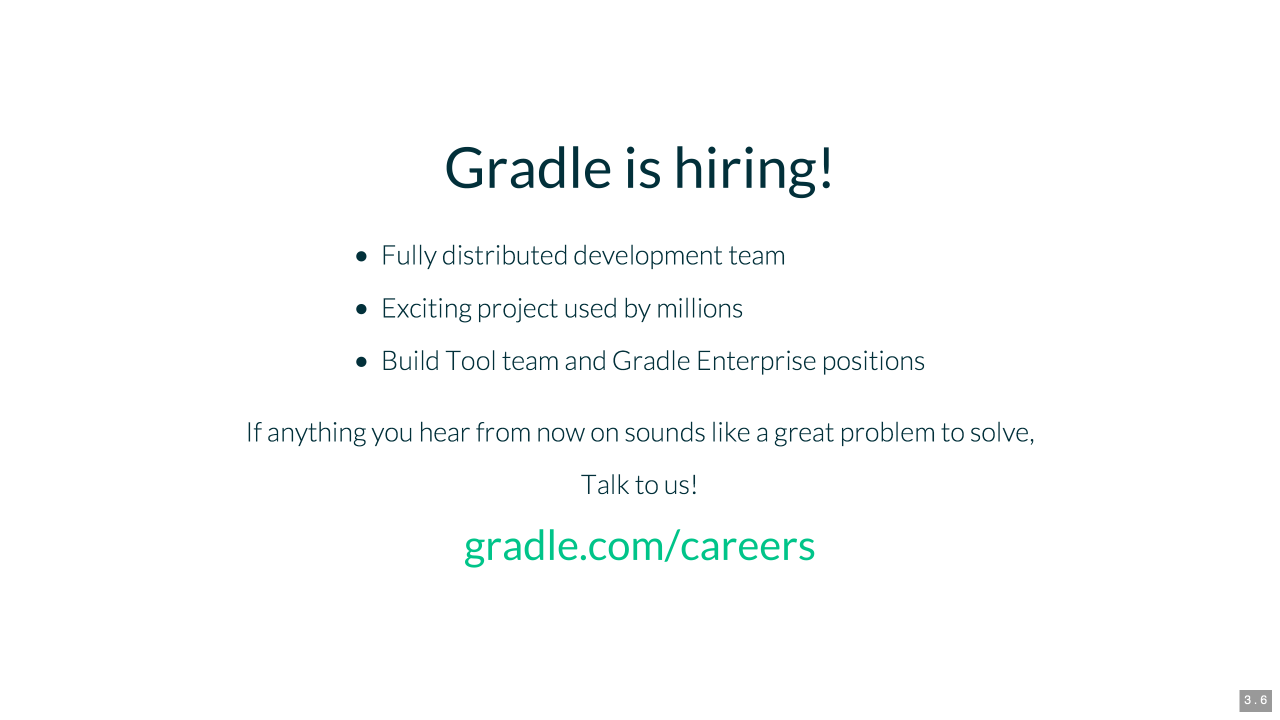 Gradle is hiring!
• Fully distributed development team
• Exciting project used by millions
• Build Tool team and Gradle Enterprise positions
If anything you hear from now on sounds like a great problem to solve,
Talk to us!
gradle.com/careers
3.6